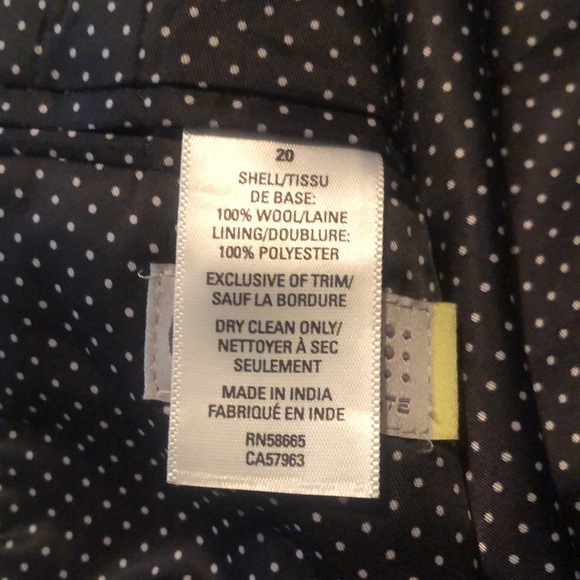 20
SHELL/TISSU
DE BASE:
100% WOOL/LAINE
LINING/DOUBLURE:
100% POLYESTER
EXCLUSIVE OF TRIM/
SAUF LA BORDURE
DRY CLEAN ONLY/
NETTOYER À SEC
SEULEMENT
MADE IN INDIA
FABRIQUÉ EN INDE
RN58665
CA57963